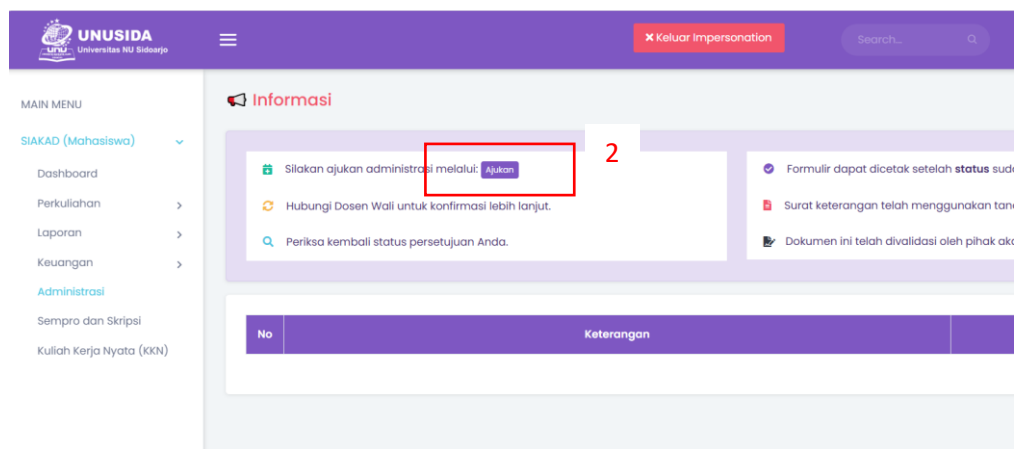 UNUSIDA
Universitas NU Sidoarjo
UNU
Keluar Impersonation
Search...
MAIN MENU
SIAKAD (Mahasiswa)
Dashboard
Perkuliahan
Laporan
Keuangan
Administrasi
Sempro dan Skripsi
Kuliah Kerja Nyata (KKN)
Informasi
2
Silakan ajukan administrasi melalui: Ajukan
Hubungi Dosen Wali untuk konfirmasi lebih lanjut.
Periksa kembali status persetujuan Anda.
Formulir dapat dicetak setelah status sud
Surat keterangan telah menggunakan tan
Dokumen ini telah divalidasi oleh pihak ak
No
Keterangan